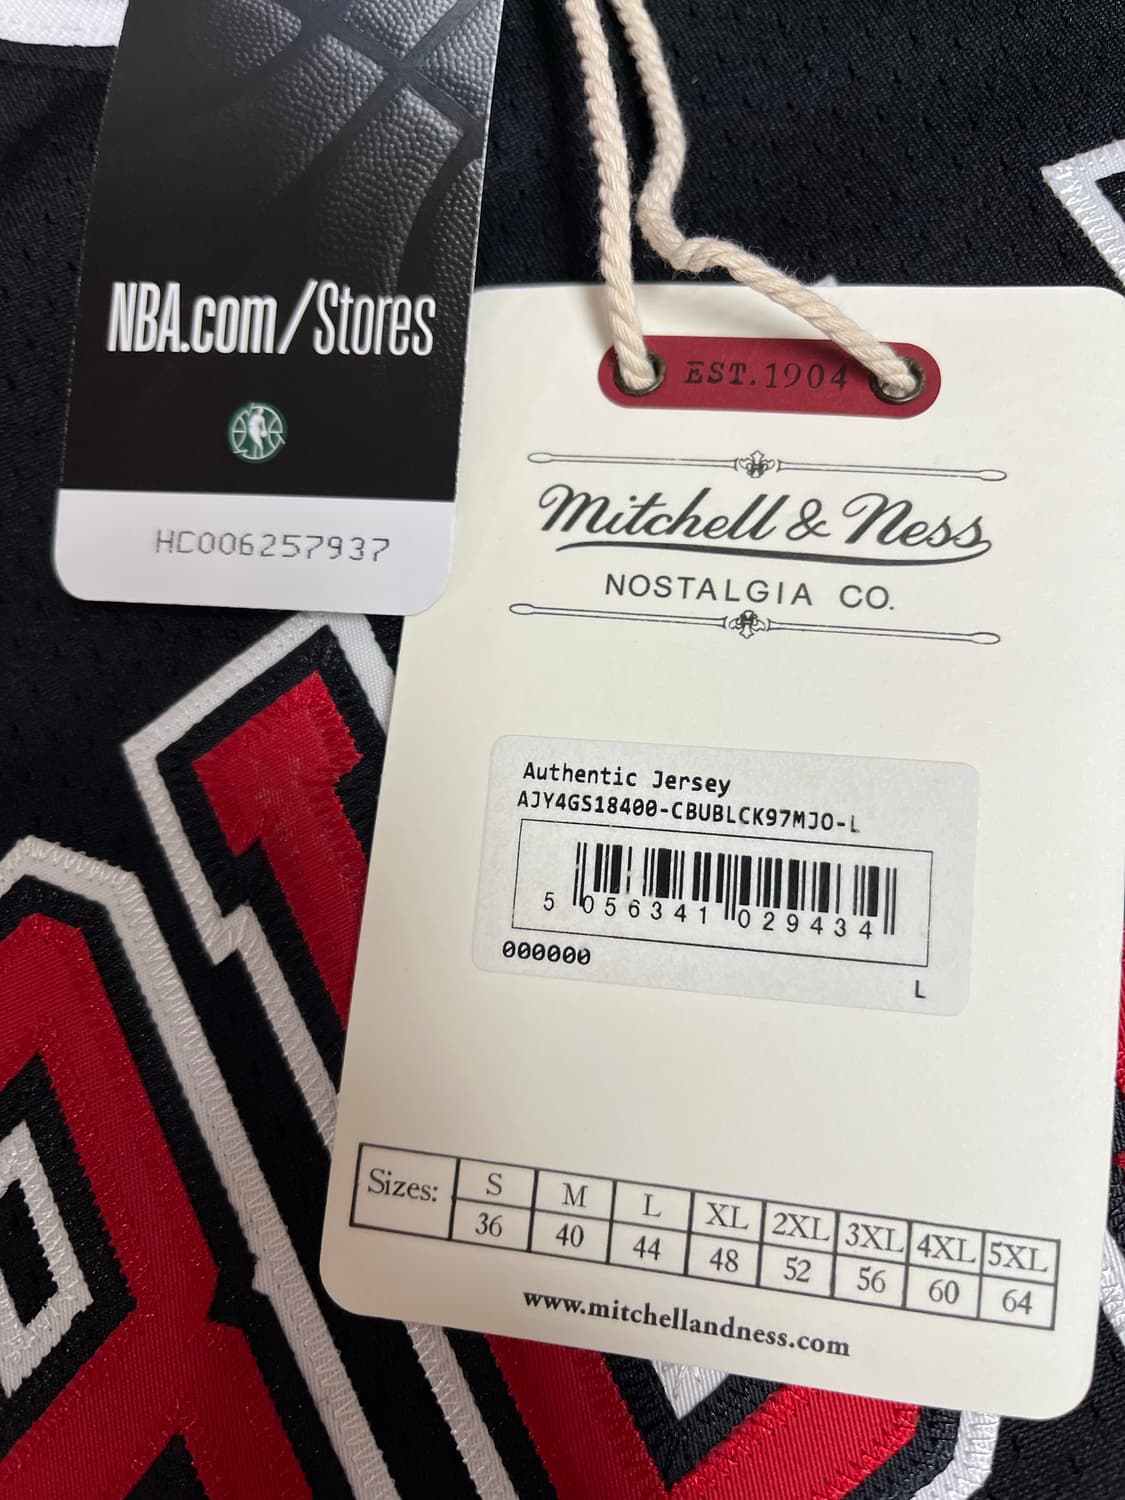 NBA.com/Stores
HC006257937
EST.1904
Mitchell & Ness
NOSTALGIA CO.
Authentic Jersey
AJY4GS18400-CBUBLCK97MJO-L
5 056341 029434
000000
L
Sizes: S M L XL 2XL 3XL 4XL 5XL
36 40 44 48 52 56 60 64
www.mitchellandness.com